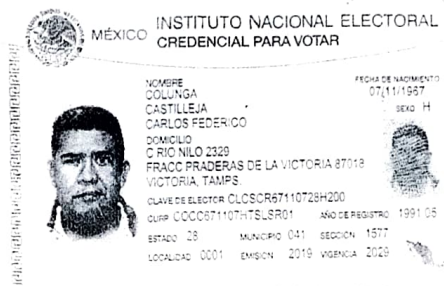 MÉXICO
INSTITUTO NACIONAL ELECTORAL
CREDENCIAL PARA VOTAR
NOMBRE
COLUNGA
CASTILLEJA
CARLOS FEDERICO
FECHA DE NACIMIENTO
07/11/1967
SEXO H
DOMICILIO
C RIO NILO 2329
FRACC PRADERAS DE LA VICTORIA 87018
VICTORIA, TAMPS.
CLAVE DE ELECTOR CLCSCR67110728H200
CURP COCC671107HTSLSR01 AÑO DE REGISTRO 1991 05
ESTADO 28 MUNICIPIO 041 SECCIÓN 1577
LOCALIDAD 0001 EMISIÓN 2019 VIGENCIA 2029